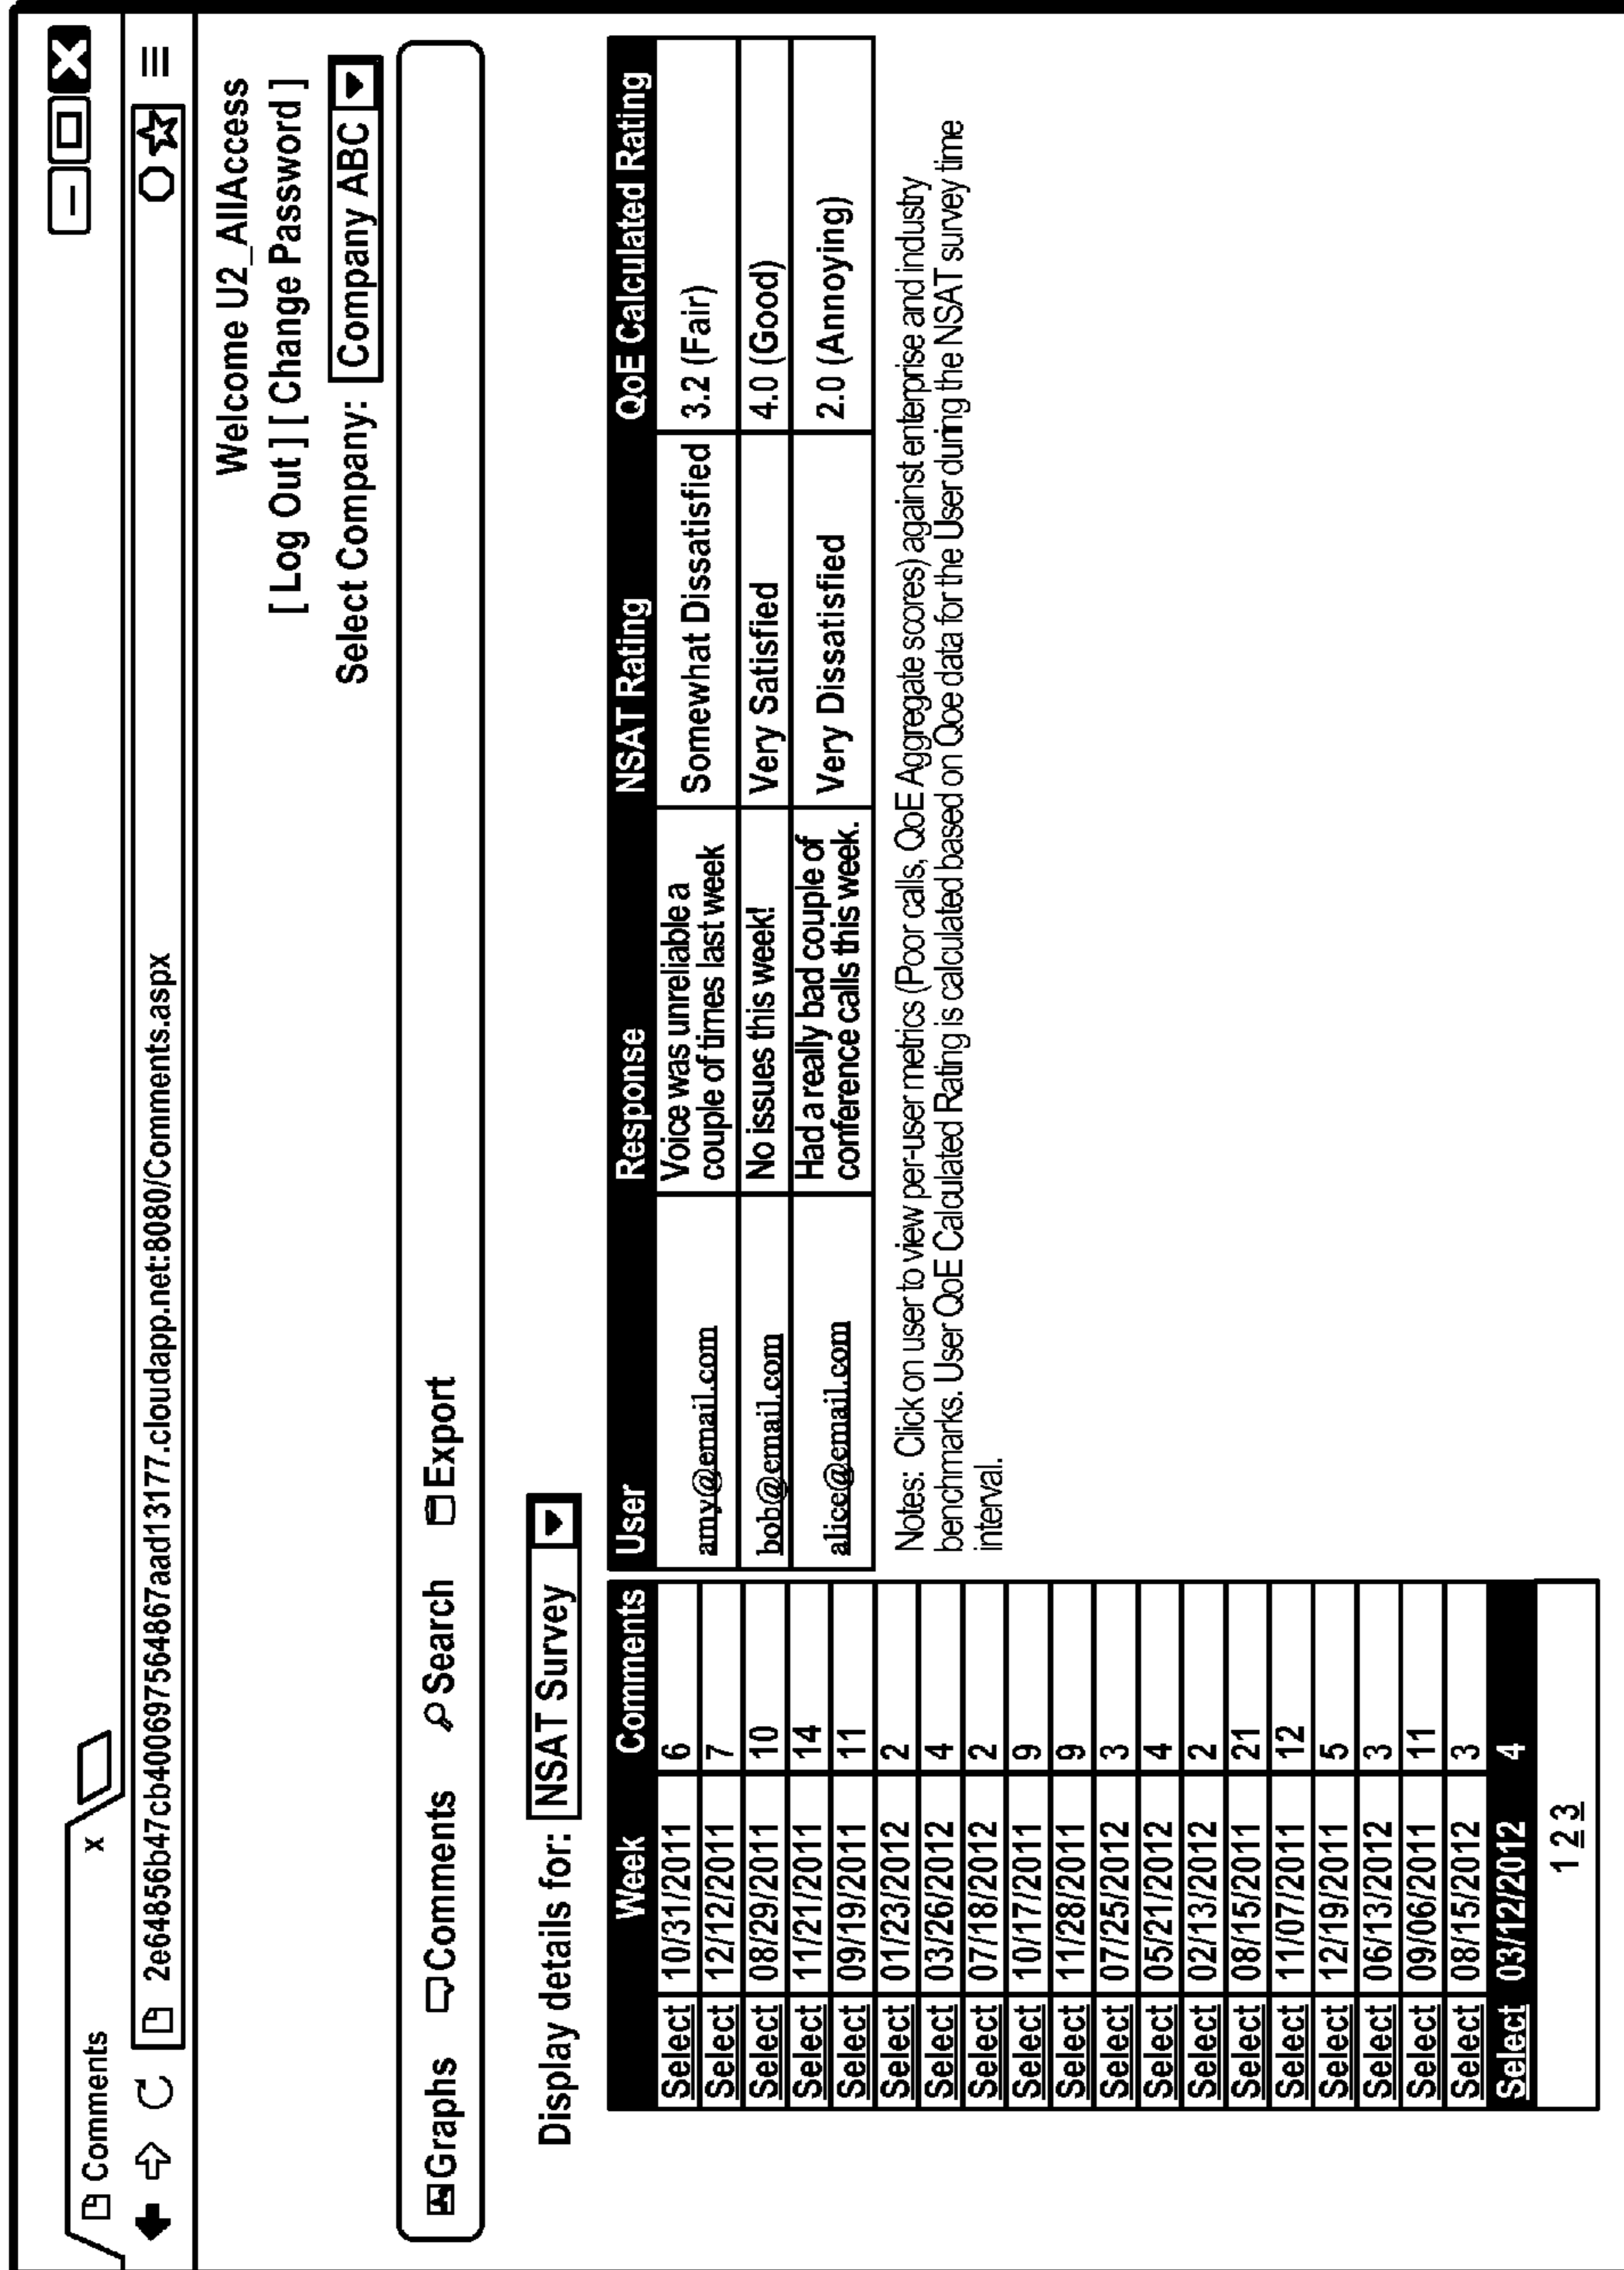 Comments x
2e64856b47cb400697564867aad13177.cloudapp.net:8080/Comments.aspx
Welcome U2_AllAccess
[ Log Out ] [ Change Password ]
Select Company: Company ABC
Graphs Comments Search Export
Display details for: NSAT Survey
Week Comments
Select 10/31/2011 6
Select 12/12/2011 7
Select 08/29/2011 10
Select 11/21/2011 14
Select 09/19/2011 11
Select 01/23/2012 2
Select 03/26/2012 4
Select 07/18/2012 2
Select 10/17/2011 9
Select 11/28/2011 9
Select 07/25/2012 3
Select 05/21/2012 4
Select 02/13/2012 2
Select 08/15/2011 21
Select 11/07/2011 12
Select 12/19/2011 5
Select 06/13/2012 3
Select 09/06/2011 11
Select 08/15/2012 3
Select 03/12/2012 4
1 2 3
User Response NSAT Rating QoE Calculated Rating
amy@email.com Voice was unreliable a Somewhat Dissatisfied 3.2 (Fair)
couple of times last week
bob@email.com No issues this week! Very Satisfied 4.0 (Good)
alice@email.com Had a really bad couple of Very Dissatisfied 2.0 (Annoying)
conference calls this week.
Notes: Click on user to view per-user metrics (Poor calls, QoE Aggregate scores) against enterprise and industry
benchmarks. User QoE Calculated Rating is calculated based on Qoe data for the User during the NSAT survey time
interval.